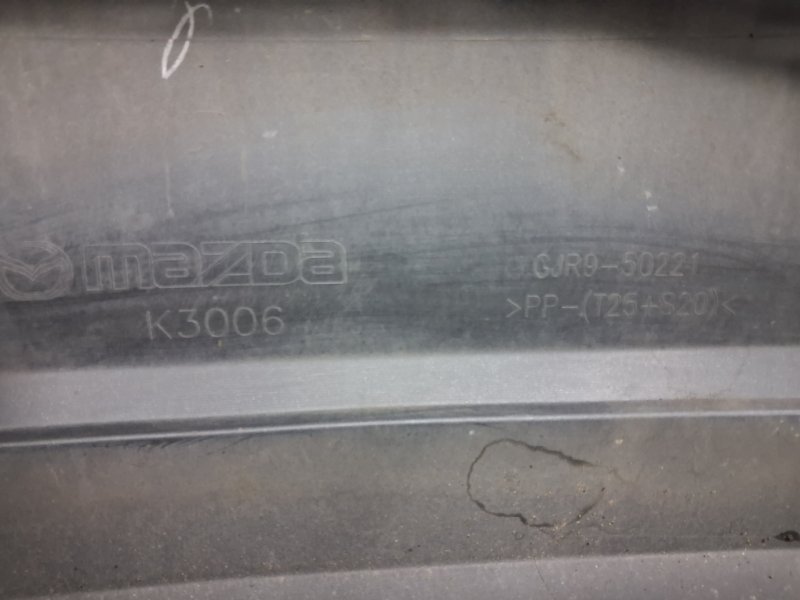 mazda
K3006
GJR9-50221
>PP-(T25+S20)<